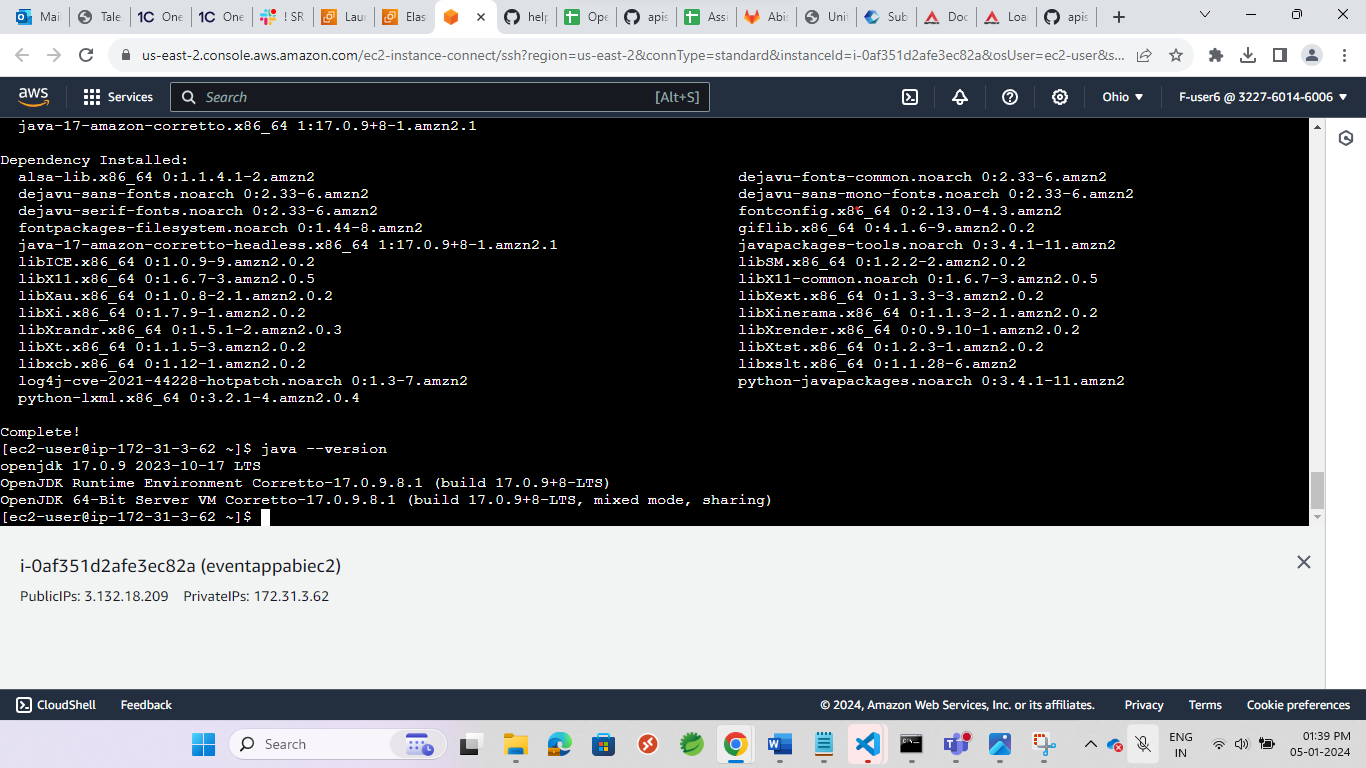 Mail
Tale
One
One
! SR
Laun
Elas
help
Ope
apis
Ass
Abis
Unit
Sub
Doc
Loa
apis
us-east-2.console.aws.amazon.com/ec2-instance-connect/ssh?region=us-east-2&connType=standard&instanceId=i-0af351d2afe3ec82a&osUser=ec2-user&s...
aws Services Search [Alt+S] Ohio F-user6 @ 3227-6014-6006
java-17-amazon-corretto.x86_64 1:17.0.9+8-1.amzn2.1
Dependency Installed:
alsa-lib.x86_64 0:1.1.4.1-2.amzn2 dejavu-fonts-common.noarch 0:2.33-6.amzn2
dejavu-sans-fonts.noarch 0:2.33-6.amzn2 dejavu-sans-mono-fonts.noarch 0:2.33-6.amzn2
dejavu-serif-fonts.noarch 0:2.33-6.amzn2 fontconfig.x86_64 0:2.13.0-4.3.amzn2
fontpackages-filesystem.noarch 0:1.44-8.amzn2 giflib.x86_64 0:4.1.6-9.amzn2.0.2
java-17-amazon-corretto-headless.x86_64 1:17.0.9+8-1.amzn2.1 javapackages-tools.noarch 0:3.4.1-11.amzn2
libICE.x86_64 0:1.0.9-9.amzn2.0.2 libSM.x86_64 0:1.2.2-2.amzn2.0.2
libX11.x86_64 0:1.6.7-3.amzn2.0.5 libX11-common.noarch 0:1.6.7-3.amzn2.0.5
libXau.x86_64 0:1.0.8-2.1.amzn2.0.2 libXext.x86_64 0:1.3.3-3.amzn2.0.2
libXi.x86_64 0:1.7.9-1.amzn2.0.2 libXinerama.x86_64 0:1.1.3-2.1.amzn2.0.2
libXrandr.x86_64 0:1.5.1-2.amzn2.0.3 libXrender.x86_64 0:0.9.10-1.amzn2.0.2
libXt.x86_64 0:1.1.5-3.amzn2.0.2 libXtst.x86_64 0:1.2.3-1.amzn2.0.2
libxcb.x86_64 0:1.12-1.amzn2.0.2 libxslt.x86_64 0:1.1.28-6.amzn2
log4j-cve-2021-44228-hotpatch.noarch 0:1.3-7.amzn2 python-javapackages.noarch 0:3.4.1-11.amzn2
python-lxml.x86_64 0:3.2.1-4.amzn2.0.4
Complete!
[ec2-user@ip-172-31-3-62 ~]$ java --version
openjdk 17.0.9 2023-10-17 LTS
OpenJDK Runtime Environment Corretto-17.0.9.8.1 (build 17.0.9+8-LTS)
OpenJDK 64-Bit Server VM Corretto-17.0.9.8.1 (build 17.0.9+8-LTS, mixed mode, sharing)
[ec2-user@ip-172-31-3-62 ~]$
i-0af351d2afe3ec82a (eventappabiec2)
PublicIPs: 3.132.18.209 PrivateIPs: 172.31.3.62
CloudShell Feedback © 2024, Amazon Web Services, Inc. or its affiliates. Privacy Terms Cookie preferences
Search
ENG
IN
01:39 PM
05-01-2024